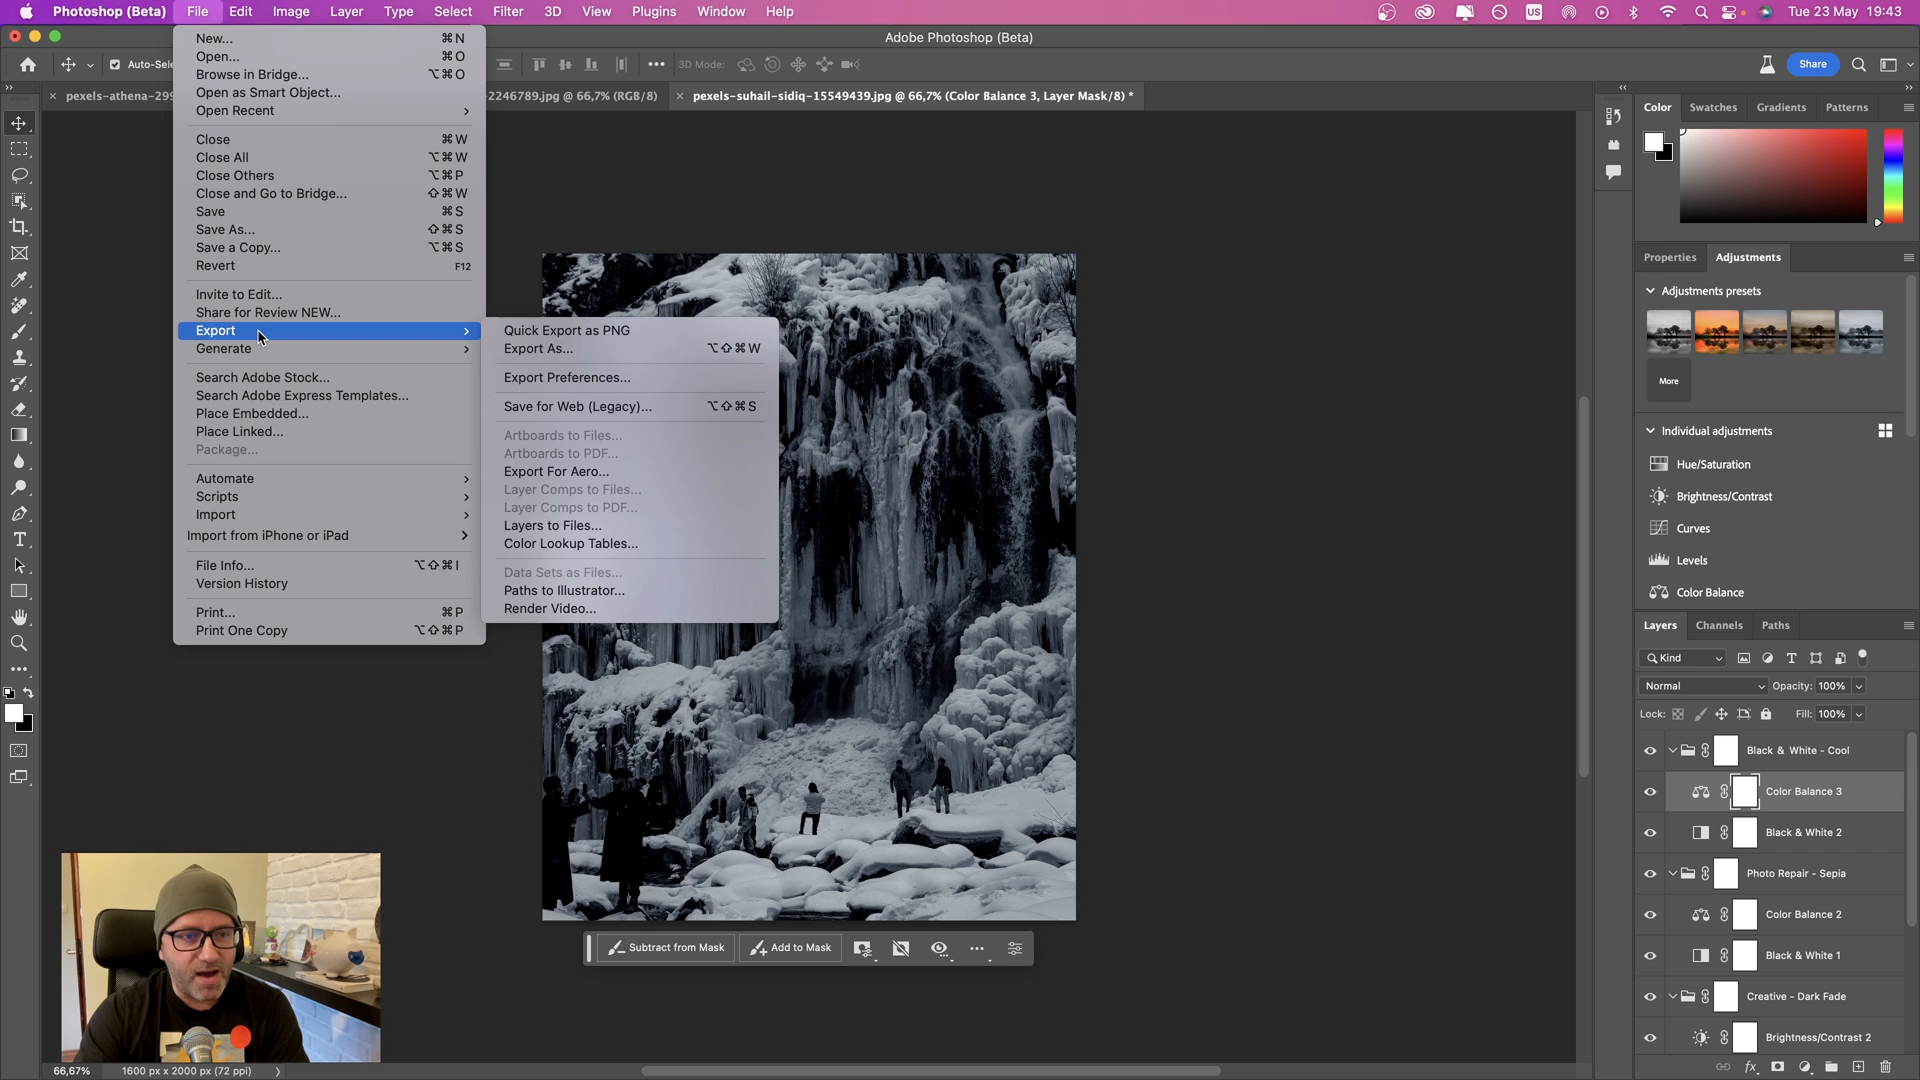 Photoshop (Beta) File Edit Image Layer Type Select Filter 3D View Plugins Window Help US Tue 23 May 19:43
Adobe Photoshop (Beta)
Auto-Sele 3D Mode: Share
pexels-athena-299 2246789.jpg @ 66,7% (RGB/8) pexels-suhail-sidiq-15549439.jpg @ 66,7% (Color Balance 3, Layer Mask/8) *
New... ⌘N
Open... ⌘O
Browse in Bridge... ⌥⌘O
Open as Smart Object...
Open Recent
Close ⌘W
Close All ⌥⌘W
Close Others ⌥⌘P
Close and Go to Bridge... ⇧⌘W
Save ⌘S
Save As... ⇧⌘S
Save a Copy... ⌥⌘S
Revert F12
Invite to Edit...
Share for Review NEW...
Export
Generate
Search Adobe Stock...
Search Adobe Express Templates...
Place Embedded...
Place Linked...
Package...
Automate
Scripts
Import
Import from iPhone or iPad
File Info... ⌥⇧⌘I
Version History
Print... ⌘P
Print One Copy ⌥⇧⌘P
Quick Export as PNG
Export As... ⌥⇧⌘W
Export Preferences...
Save for Web (Legacy)... ⌥⇧⌘S
Artboards to Files...
Artboards to PDF...
Export For Aero...
Layer Comps to Files...
Layer Comps to PDF...
Layers to Files...
Color Lookup Tables...
Data Sets as Files...
Paths to Illustrator...
Render Video...
Subtract from Mask Add to Mask
66,67% 1600 px x 2000 px (72 ppi)
Color Swatches Gradients Patterns
Properties Adjustments
Adjustments presets
More
Individual adjustments
Hue/Saturation
Brightness/Contrast
Curves
Levels
Color Balance
Layers Channels Paths
Kind
Normal Opacity: 100%
Lock: Fill: 100%
Black & White - Cool
Color Balance 3
Black & White 2
Photo Repair - Sepia
Color Balance 2
Black & White 1
Creative - Dark Fade
Brightness/Contrast 2
fx